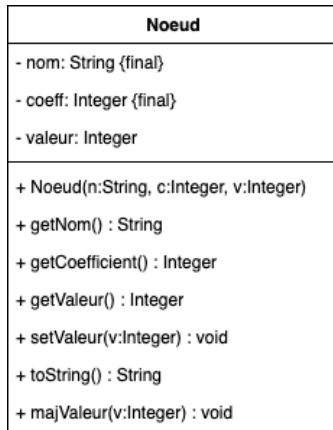 Noeud
- nom: String {final}
- coeff: Integer {final}
- valeur: Integer
+ Noeud(n:String, c:Integer, v:Integer)
+ getNom() : String
+ getCoefficient() : Integer
+ getValeur() : Integer
+ setValeur(v:Integer) : void
+ toString() : String
+ majValeur(v:Integer) : void